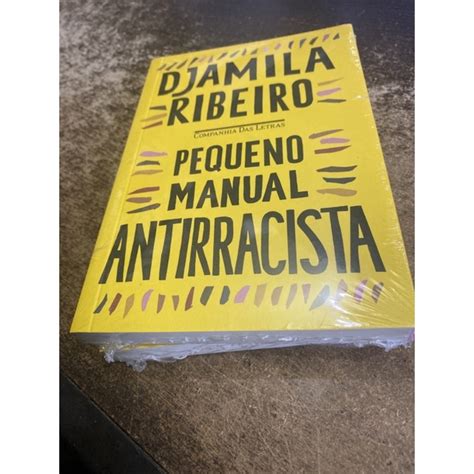 DJAMILA
RIBEIRO
COMPANHIA DAS LETRAS
PEQUENO
MANUAL
ANTIRRACISTA